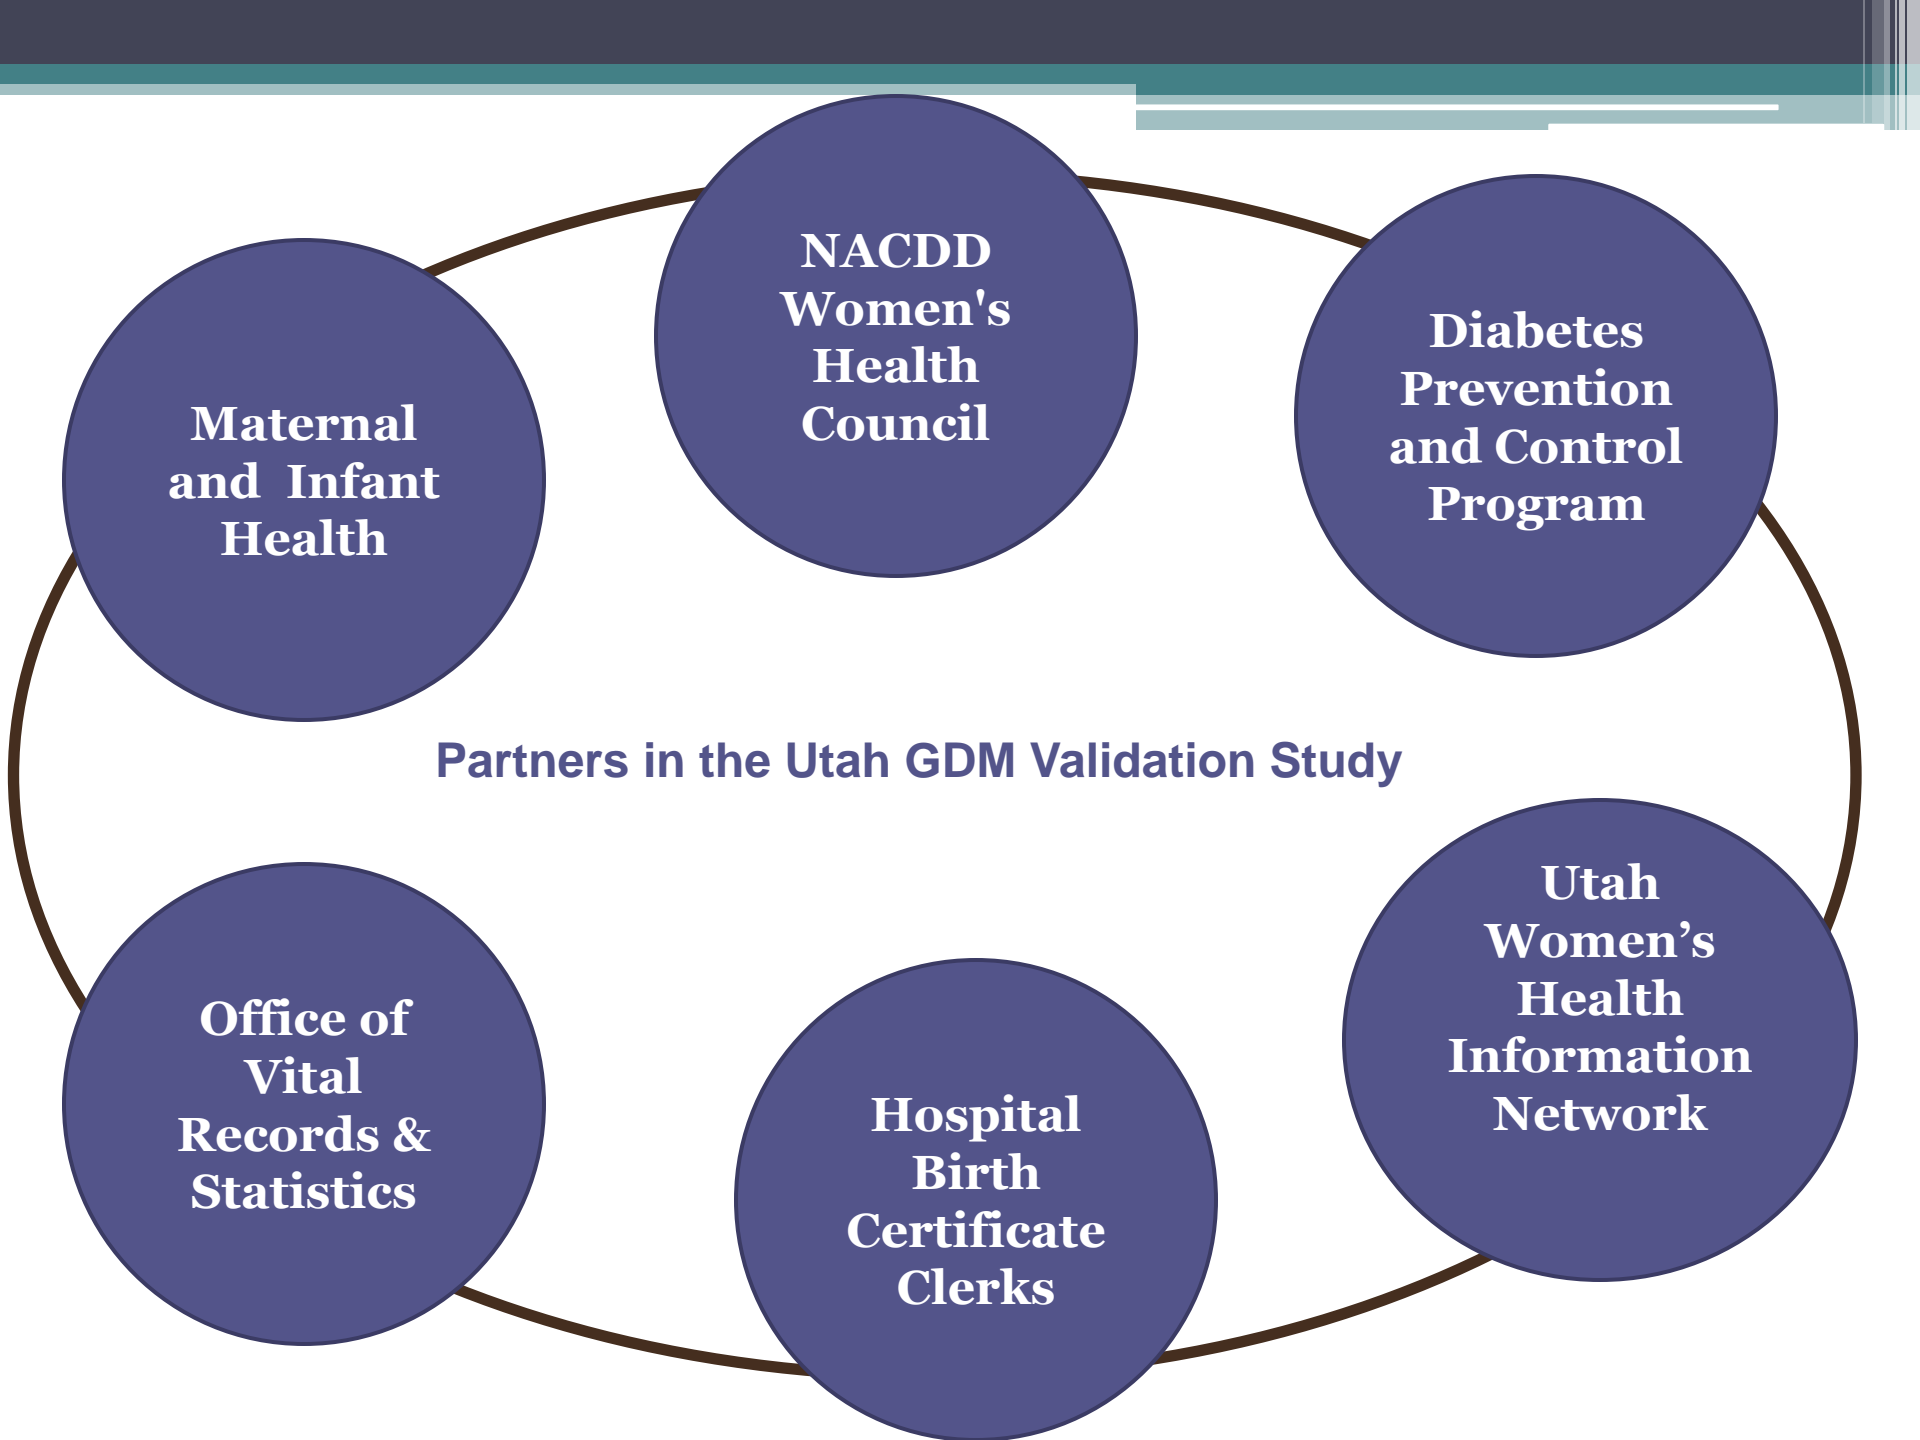 NACDD
Women's
Health
Council
Diabetes
Prevention
and Control
Program
Maternal
and  Infant
Health
Partners in the Utah GDM Validation Study
Utah
Women’s
Health
Information
Network
Office of
Vital
Records &
Statistics
Hospital
Birth
Certificate
Clerks